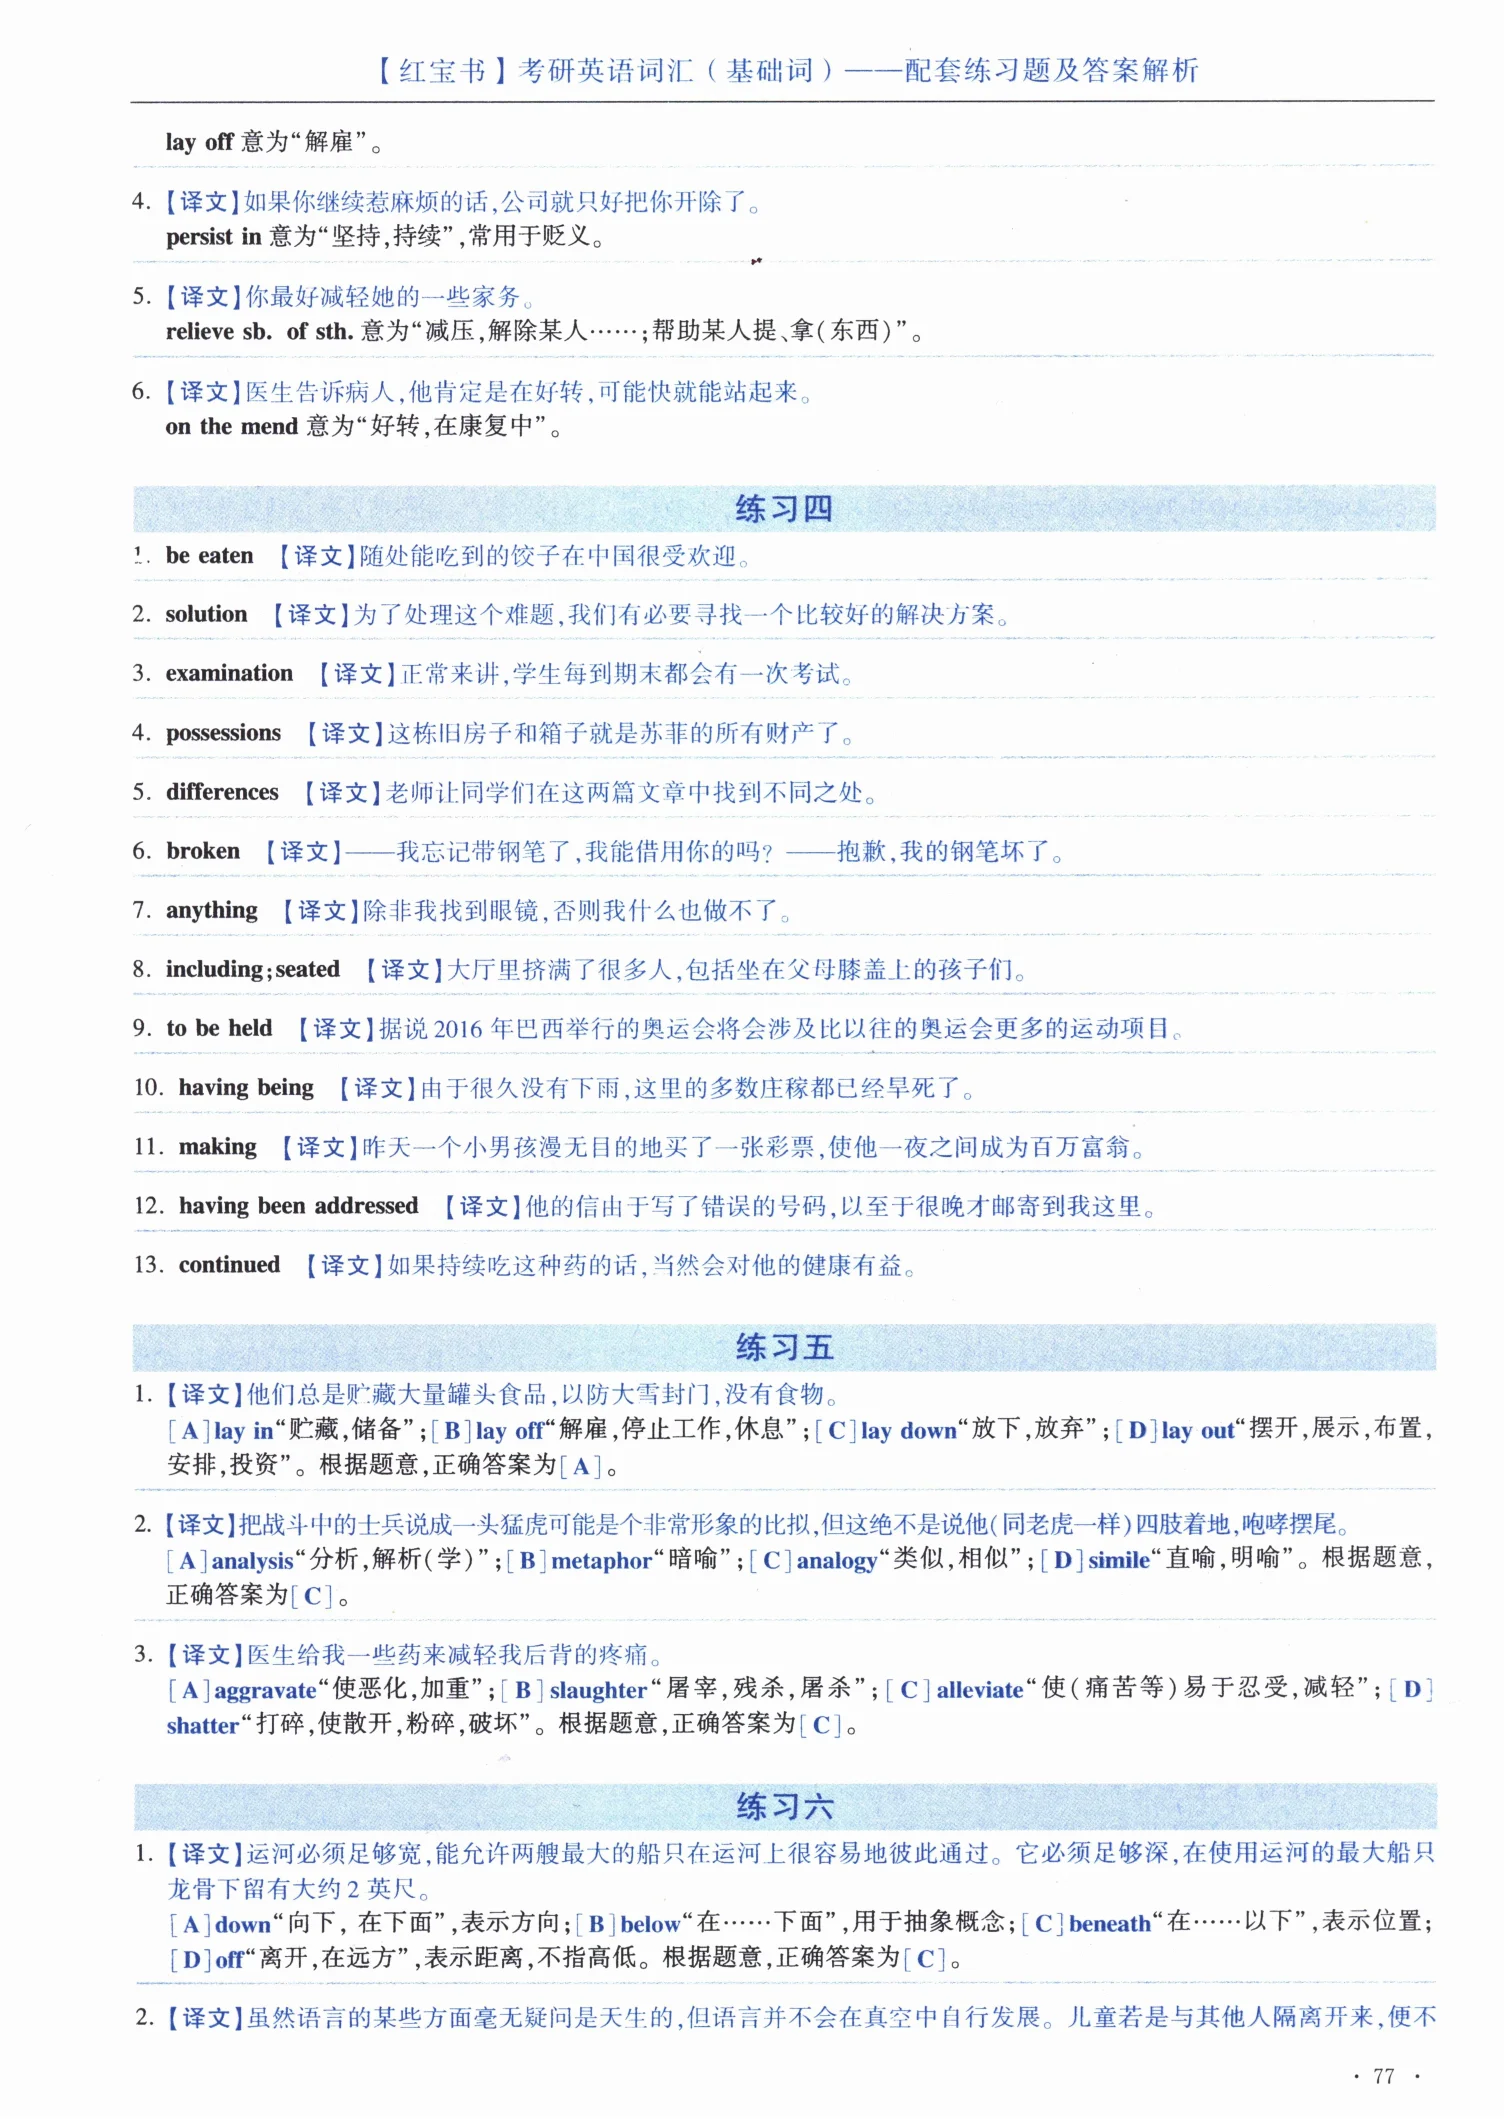 【红宝书】考研英语词汇(基础词)——配套练习题及答案解析
lay off 意为“解雇”。
4. 【译文】如果你继续惹麻烦的话,公司就只好把你开除了。
persist in 意为“坚持,持续”,常用于贬义。
5. 【译文】你最好减轻她的一些家务。
relieve sb. of sth. 意为“减压,解除某人……;帮助某人提、拿(东西)”。
6. 【译文】医生告诉病人,他肯定是在好转,可能快就能站起来。
on the mend 意为“好转,在康复中”。
练习四
1. be eaten 【译文】随处能吃到的饺子在中国很受欢迎。
2. solution 【译文】为了处理这个难题,我们有必要寻找一个比较好的解决方案。
3. examination 【译文】正常来讲,学生每到期末都会有一次考试。
4. possessions 【译文】这栋旧房子和箱子就是苏菲的所有财产了。
5. differences 【译文】老师让同学们在这两篇文章中找到不同之处。
6. broken 【译文】——我忘记带钢笔了,我能借用你的吗? ——抱歉,我的钢笔坏了。
7. anything 【译文】除非我找到眼镜,否则我什么也做不了。
8. including;seated 【译文】大厅里挤满了很多人,包括坐在父母膝盖上的孩子们。
9. to be held 【译文】据说 2016 年巴西举行的奥运会将会涉及比以往的奥运会更多的运动项目。
10. having being 【译文】由于很久没有下雨,这里的多数庄稼都已经旱死了。
11. making 【译文】昨天一个小男孩漫无目的地买了一张彩票,使他一夜之间成为百万富翁。
12. having been addressed 【译文】他的信由于写了错误的号码,以至于很晚才邮寄到我这里。
13. continued 【译文】如果持续吃这种药的话,当然会对他的健康有益。
练习五
1. 【译文】他们总是贮藏大量罐头食品,以防大雪封门,没有食物。
[A]lay in“贮藏,储备”;[B]lay off“解雇,停止工作,休息”;[C]lay down“放下,放弃”;[D]lay out“摆开,展示,布置,
安排,投资”。根据题意,正确答案为[A]。
2. 【译文】把战斗中的士兵说成一头猛虎可能是个非常形象的比拟,但这绝不是说他(同老虎一样)四肢着地,咆哮摆尾。
[A]analysis“分析,解析(学)”;[B]metaphor“暗喻”;[C]analogy“类似,相似”;[D]simile“直喻,明喻”。根据题意,
正确答案为[C]。
3. 【译文】医生给我一些药来减轻我后背的疼痛。
[A]aggravate“使恶化,加重”;[B]slaughter“屠宰,残杀,屠杀”;[C]alleviate“使(痛苦等)易于忍受,减轻”;[D]
shatter“打碎,使散开,粉碎,破坏”。根据题意,正确答案为[C]。
练习六
1. 【译文】运河必须足够宽,能允许两艘最大的船只在运河上很容易地彼此通过。它必须足够深,在使用运河的最大船只
龙骨下留有大约 2 英尺。
[A]down“向下, 在下面”,表示方向;[B]below“在……下面”,用于抽象概念;[C]beneath“在……以下”,表示位置;
[D]off“离开,在远方”,表示距离,不指高低。根据题意,正确答案为[C]。
2. 【译文】虽然语言的某些方面毫无疑问是天生的,但语言并不会在真空中自行发展。儿童若是与其他人隔离开来,便不
· 77 ·